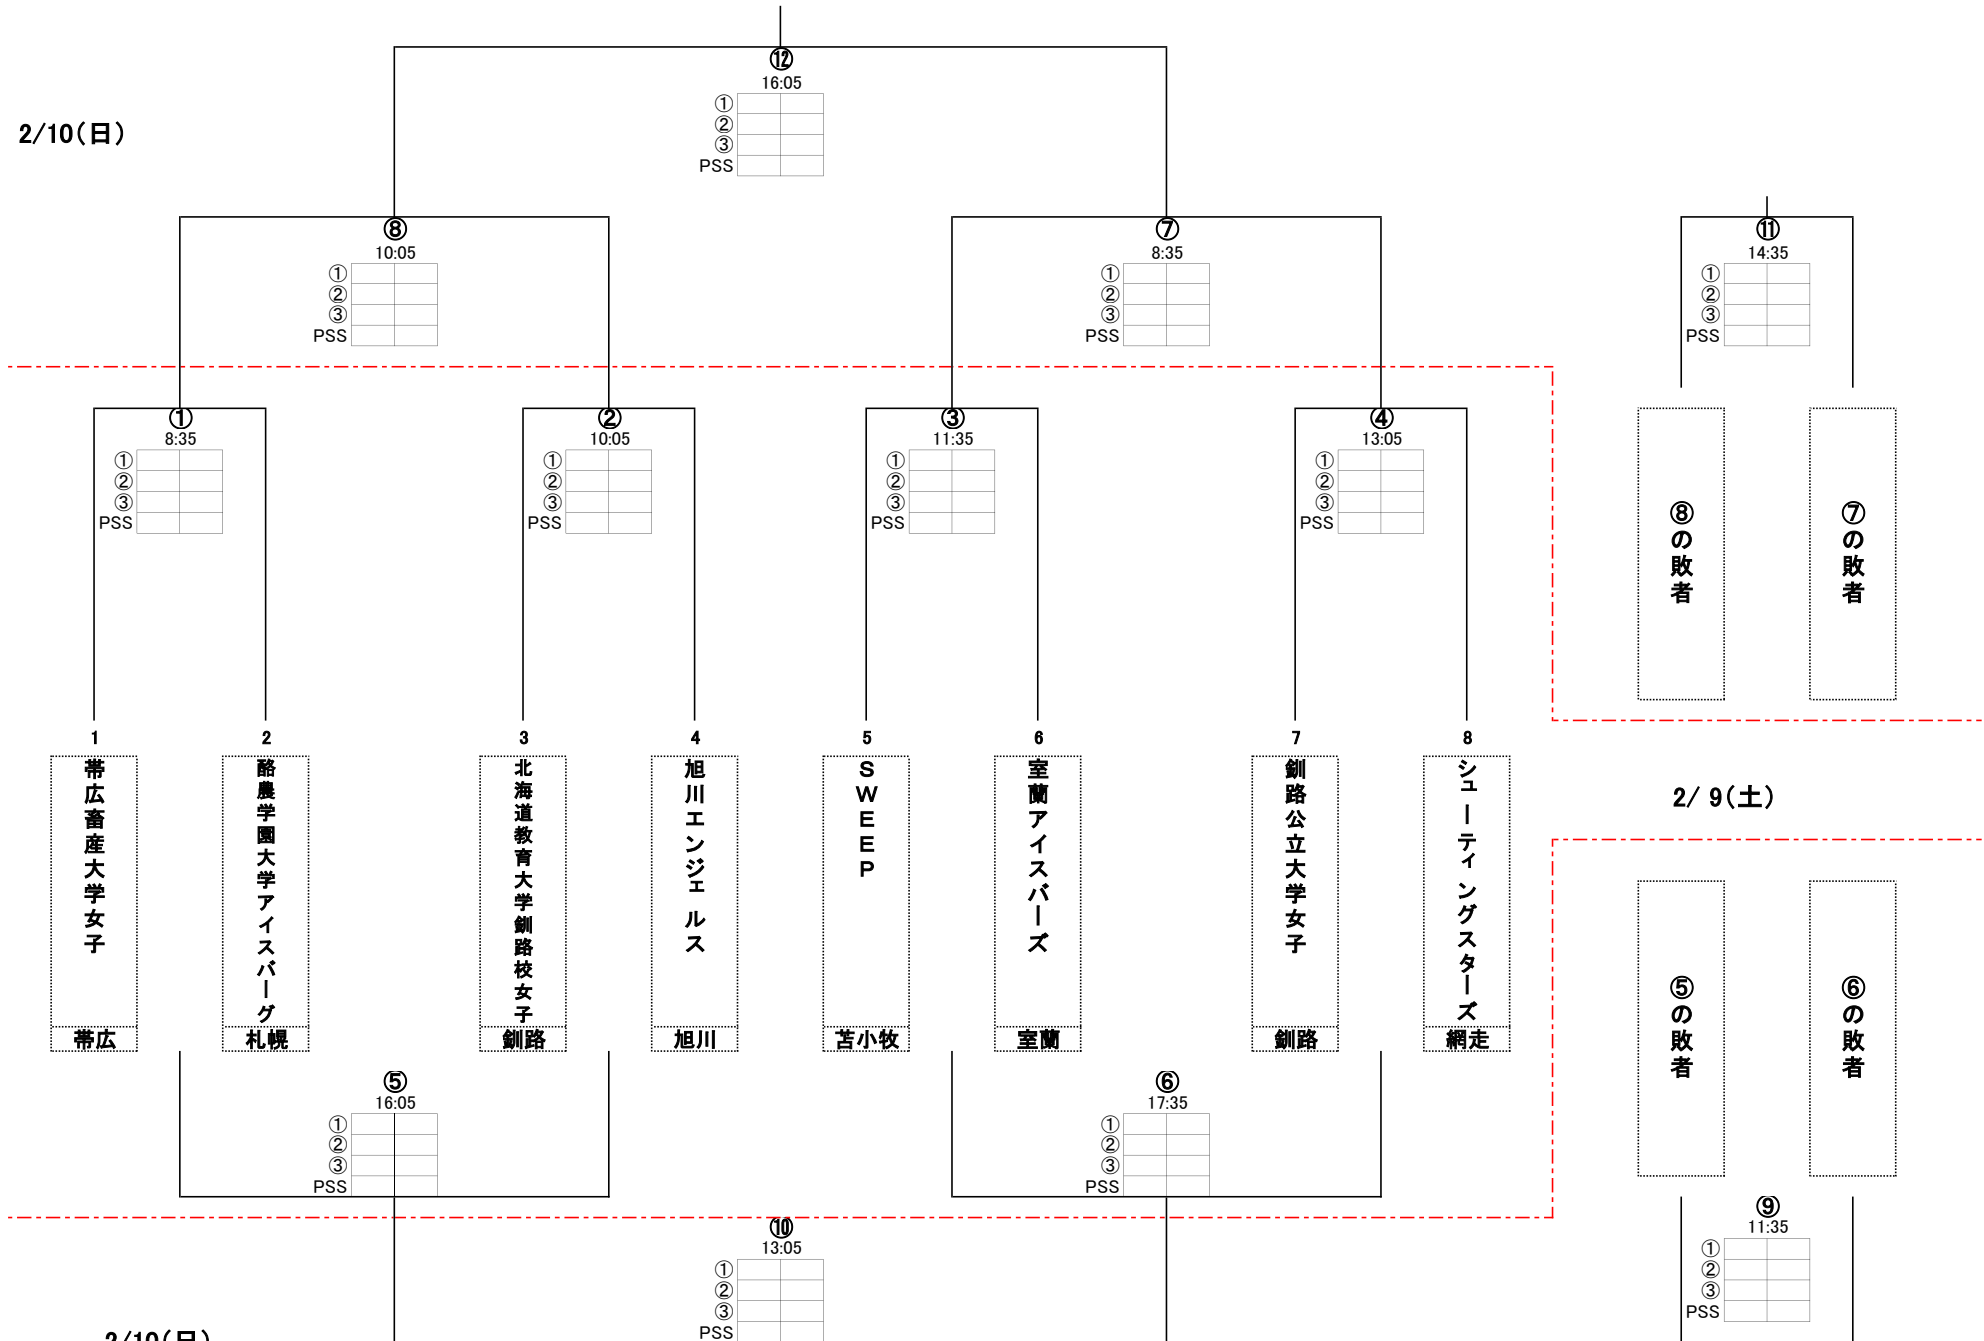 ⑫
16:05
①
②
③
PSS
2/10(日)
⑧
10:05
①
②
③
PSS
⑦
8:35
①
②
③
PSS
⑪
14:35
①
②
③
PSS
①
8:35
①
②
③
PSS
②
10:05
①
②
③
PSS
③
11:35
①
②
③
PSS
④
13:05
①
②
③
PSS
⑧の敗者
⑦の敗者
1
帯広畜産大学女子
帯広
2
酪農学園大学アイスバーグ
札幌
3
北海道教育大学釧路校女子
釧路
4
旭川エンジェルス
旭川
5
SWEEP
苫小牧
6
室蘭アイスバーズ
室蘭
7
釧路公立大学女子
釧路
8
シューティングスターズ
網走
2/ 9(土)
⑤の敗者
⑥の敗者
⑤
16:05
①
②
③
PSS
⑥
17:35
①
②
③
PSS
⑨
11:35
①
②
③
PSS
⑩
13:05
①
②
③
PSS
2/10(日)